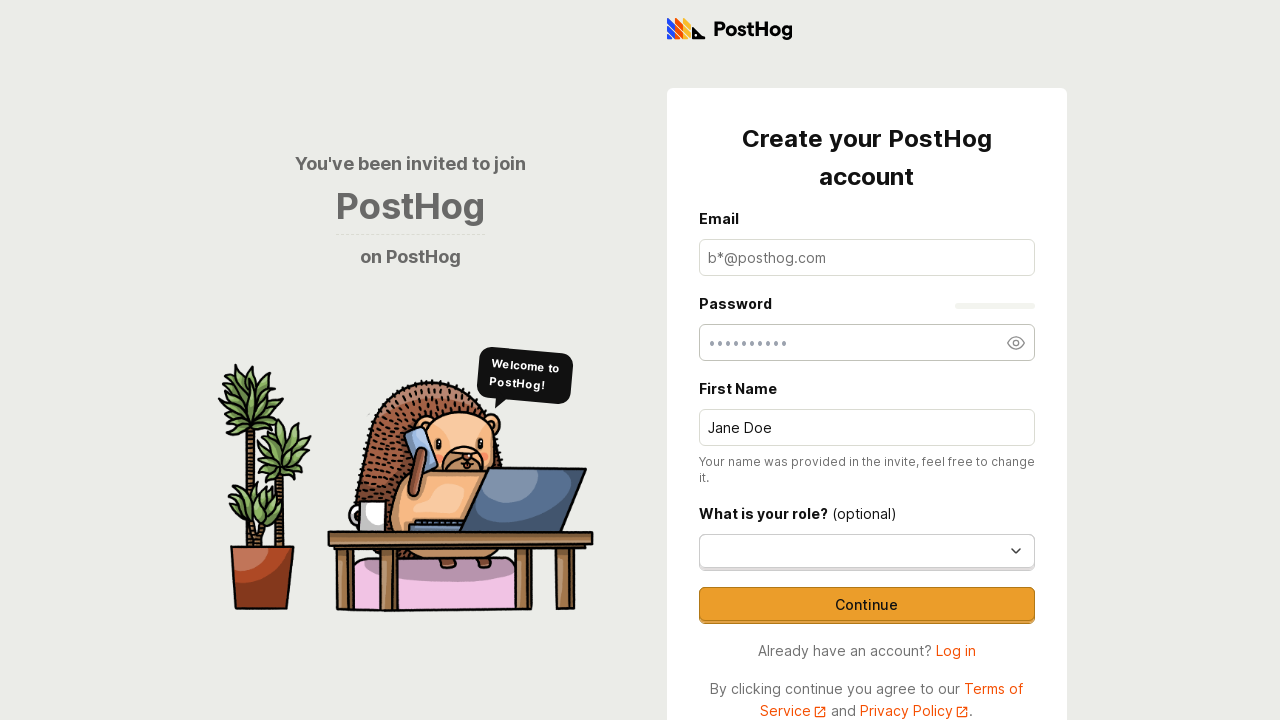 PostHog
You've been invited to join
PostHog
on PostHog
Welcome to
PostHog!
Create your PostHog
account
Email
b*@posthog.com
Password
••••••••••
First Name
Jane Doe
Your name was provided in the invite, feel free to change
it.
What is your role? (optional)
Continue
Already have an account? Log in
By clicking continue you agree to our Terms of
Service and Privacy Policy.